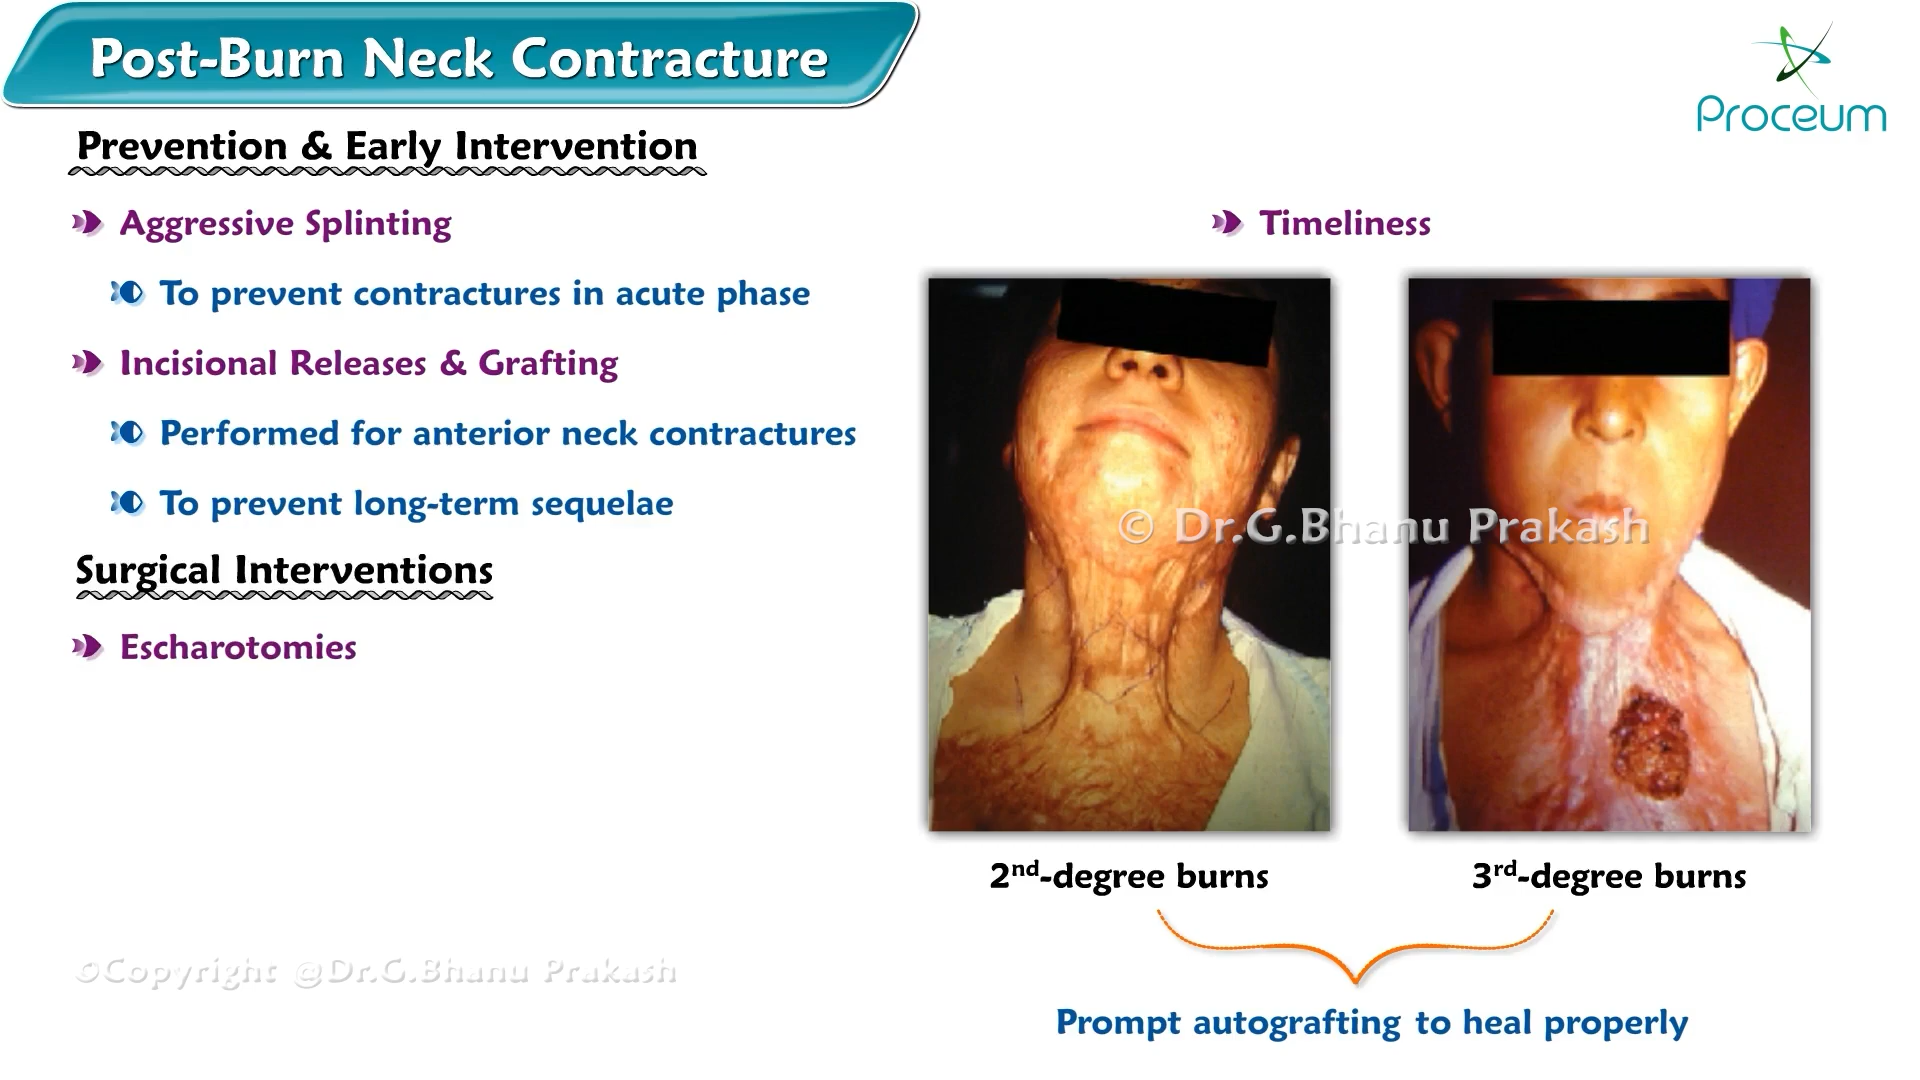 Post-Burn Neck Contracture
Proceum
Prevention & Early Intervention
Aggressive Splinting
To prevent contractures in acute phase
Incisional Releases & Grafting
Performed for anterior neck contractures
To prevent long-term sequelae
Surgical Interventions
Escharotomies
Timeliness
© Dr.G.Bhanu Prakash
2nd-degree burns
3rd-degree burns
Prompt autografting to heal properly
©Copyright @Dr.G.Bhanu Prakash